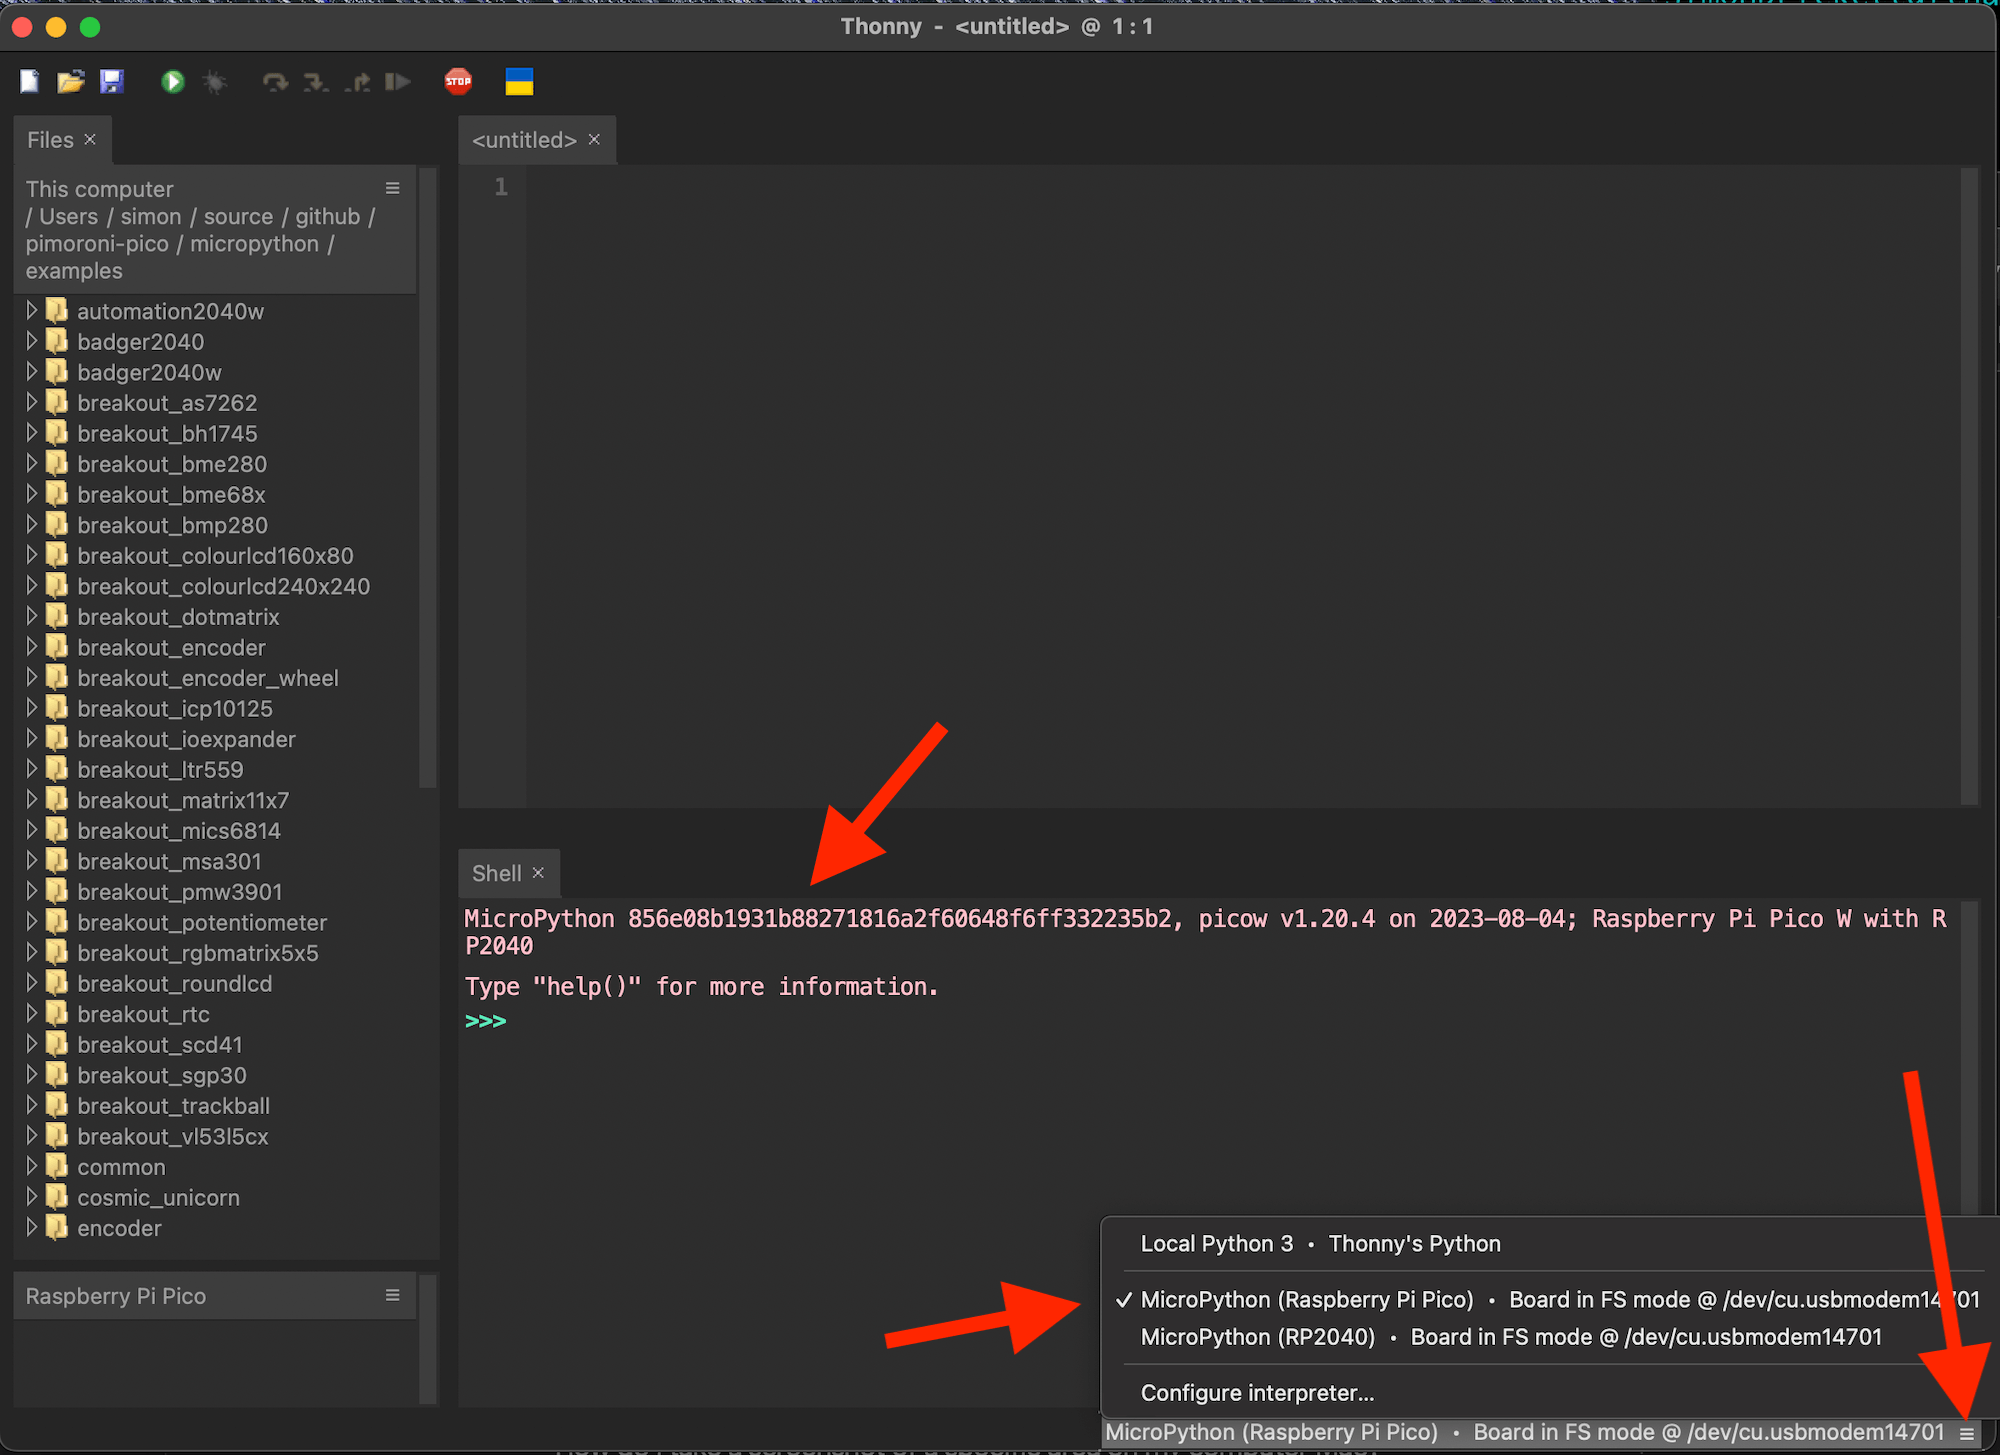 Thonny - <untitled> @ 1:1
STOP
Files ×
This computer
/ Users / simon / source / github /
pimoroni-pico / micropython /
examples
automation2040w
badger2040
badger2040w
breakout_as7262
breakout_bh1745
breakout_bme280
breakout_bme68x
breakout_bmp280
breakout_colourlcd160x80
breakout_colourlcd240x240
breakout_dotmatrix
breakout_encoder
breakout_encoder_wheel
breakout_icp10125
breakout_ioexpander
breakout_ltr559
breakout_matrix11x7
breakout_mics6814
breakout_msa301
breakout_pmw3901
breakout_potentiometer
breakout_rgbmatrix5x5
breakout_roundlcd
breakout_rtc
breakout_scd41
breakout_sgp30
breakout_trackball
breakout_vl53l5cx
common
cosmic_unicorn
encoder
Raspberry Pi Pico
<untitled> ×
1
Shell ×
MicroPython 856e08b1931b88271816a2f60648f6ff332235b2, picow v1.20.4 on 2023-08-04; Raspberry Pi Pico W with R
P2040
Type "help()" for more information.
>>>
Local Python 3 • Thonny's Python
✓ MicroPython (Raspberry Pi Pico) • Board in FS mode @ /dev/cu.usbmodem14701
MicroPython (RP2040) • Board in FS mode @ /dev/cu.usbmodem14701
Configure interpreter...
MicroPython (Raspberry Pi Pico) • Board in FS mode @ /dev/cu.usbmodem14701